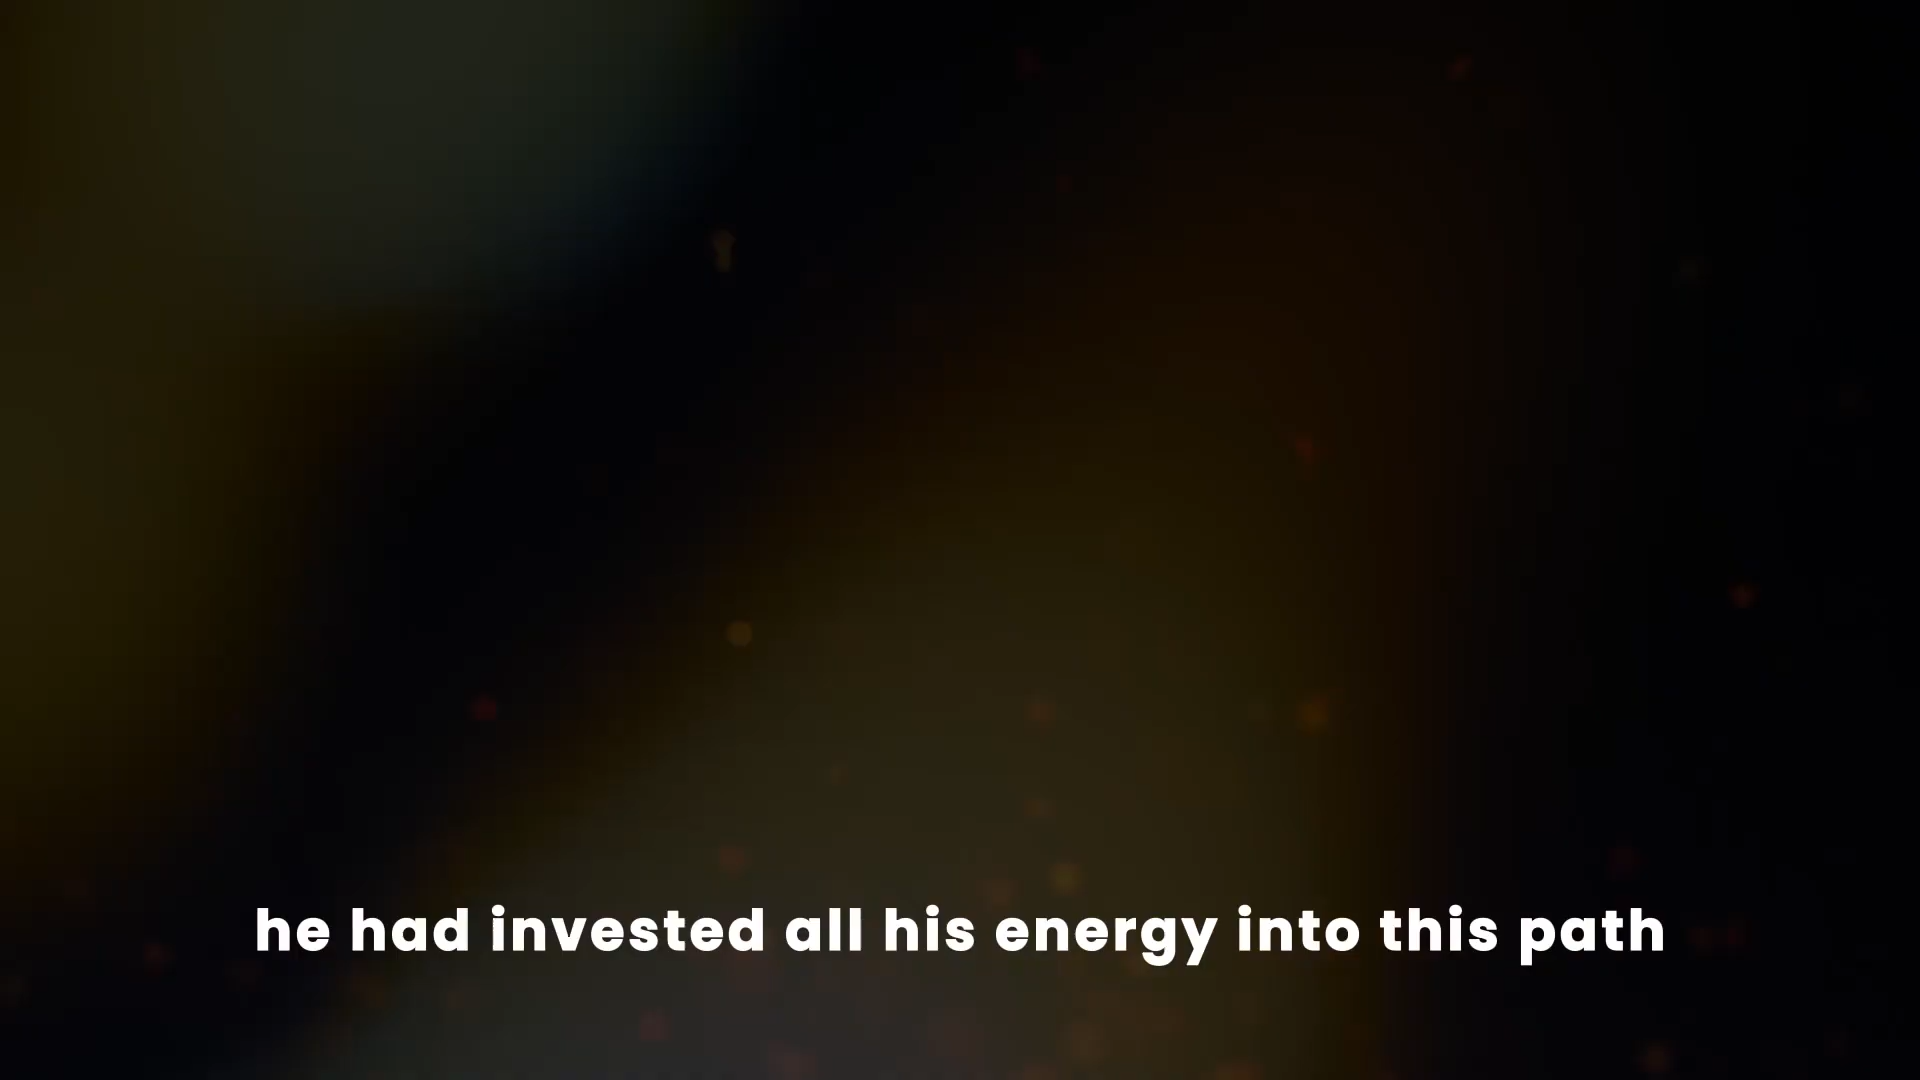 he had invested all his energy into this path